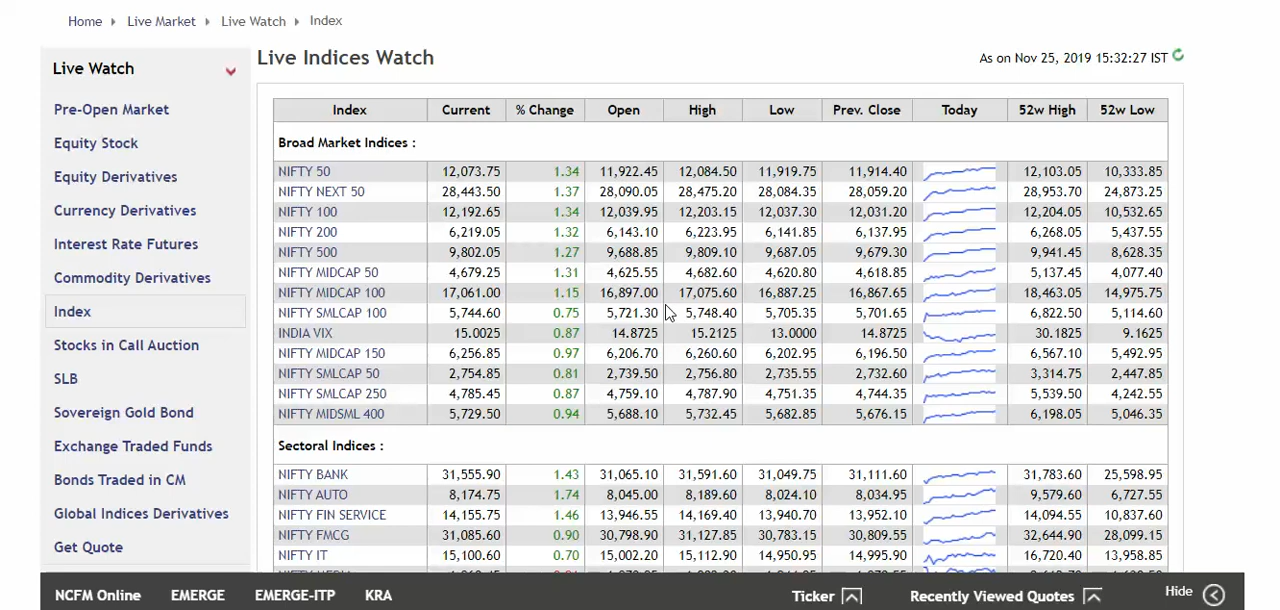 Home Live Market Live Watch Index
Live Watch
Pre-Open Market
Equity Stock
Equity Derivatives
Currency Derivatives
Interest Rate Futures
Commodity Derivatives
Index
Stocks in Call Auction
SLB
Sovereign Gold Bond
Exchange Traded Funds
Bonds Traded in CM
Global Indices Derivatives
Get Quote
Live Indices Watch
As on Nov 25, 2019 15:32:27 IST
Index Current % Change Open High Low Prev. Close Today 52w High 52w Low
Broad Market Indices :
NIFTY 50 12,073.75 1.34 11,922.45 12,084.50 11,919.75 11,914.40 12,103.05 10,333.85
NIFTY NEXT 50 28,443.50 1.37 28,090.05 28,475.20 28,084.35 28,059.20 28,953.70 24,873.25
NIFTY 100 12,192.65 1.34 12,039.95 12,203.15 12,037.30 12,031.20 12,204.05 10,532.65
NIFTY 200 6,219.05 1.32 6,143.10 6,223.95 6,141.85 6,137.95 6,268.05 5,437.55
NIFTY 500 9,802.05 1.27 9,688.85 9,809.10 9,687.05 9,679.30 9,941.45 8,628.35
NIFTY MIDCAP 50 4,679.25 1.31 4,625.55 4,682.60 4,620.80 4,618.85 5,137.45 4,077.40
NIFTY MIDCAP 100 17,061.00 1.15 16,897.00 17,075.60 16,887.25 16,867.65 18,463.05 14,975.75
NIFTY SMLCAP 100 5,744.60 0.75 5,721.30 5,748.40 5,705.35 5,701.65 6,822.50 5,114.60
INDIA VIX 15.0025 0.87 14.8725 15.2125 13.0000 14.8725 30.1825 9.1625
NIFTY MIDCAP 150 6,256.85 0.97 6,206.70 6,260.60 6,202.95 6,196.50 6,567.10 5,492.95
NIFTY SMLCAP 50 2,754.85 0.81 2,739.50 2,756.80 2,735.55 2,732.60 3,314.75 2,447.85
NIFTY SMLCAP 250 4,785.45 0.87 4,759.10 4,787.90 4,751.35 4,744.35 5,539.50 4,242.55
NIFTY MIDSML 400 5,729.50 0.94 5,688.10 5,732.45 5,682.85 5,676.15 6,198.05 5,046.35
Sectoral Indices :
NIFTY BANK 31,555.90 1.43 31,065.10 31,591.60 31,049.75 31,111.60 31,783.60 25,598.95
NIFTY AUTO 8,174.75 1.74 8,045.00 8,189.60 8,024.10 8,034.95 9,579.60 6,727.55
NIFTY FIN SERVICE 14,155.75 1.46 13,946.55 14,169.40 13,940.70 13,952.10 14,094.55 10,837.60
NIFTY FMCG 31,085.60 0.90 30,798.90 31,127.85 30,783.15 30,809.55 32,644.90 28,099.15
NIFTY IT 15,100.60 0.70 15,002.20 15,112.90 14,950.95 14,995.90 16,720.40 13,958.85
NCFM Online EMERGE EMERGE-ITP KRA Ticker Recently Viewed Quotes Hide